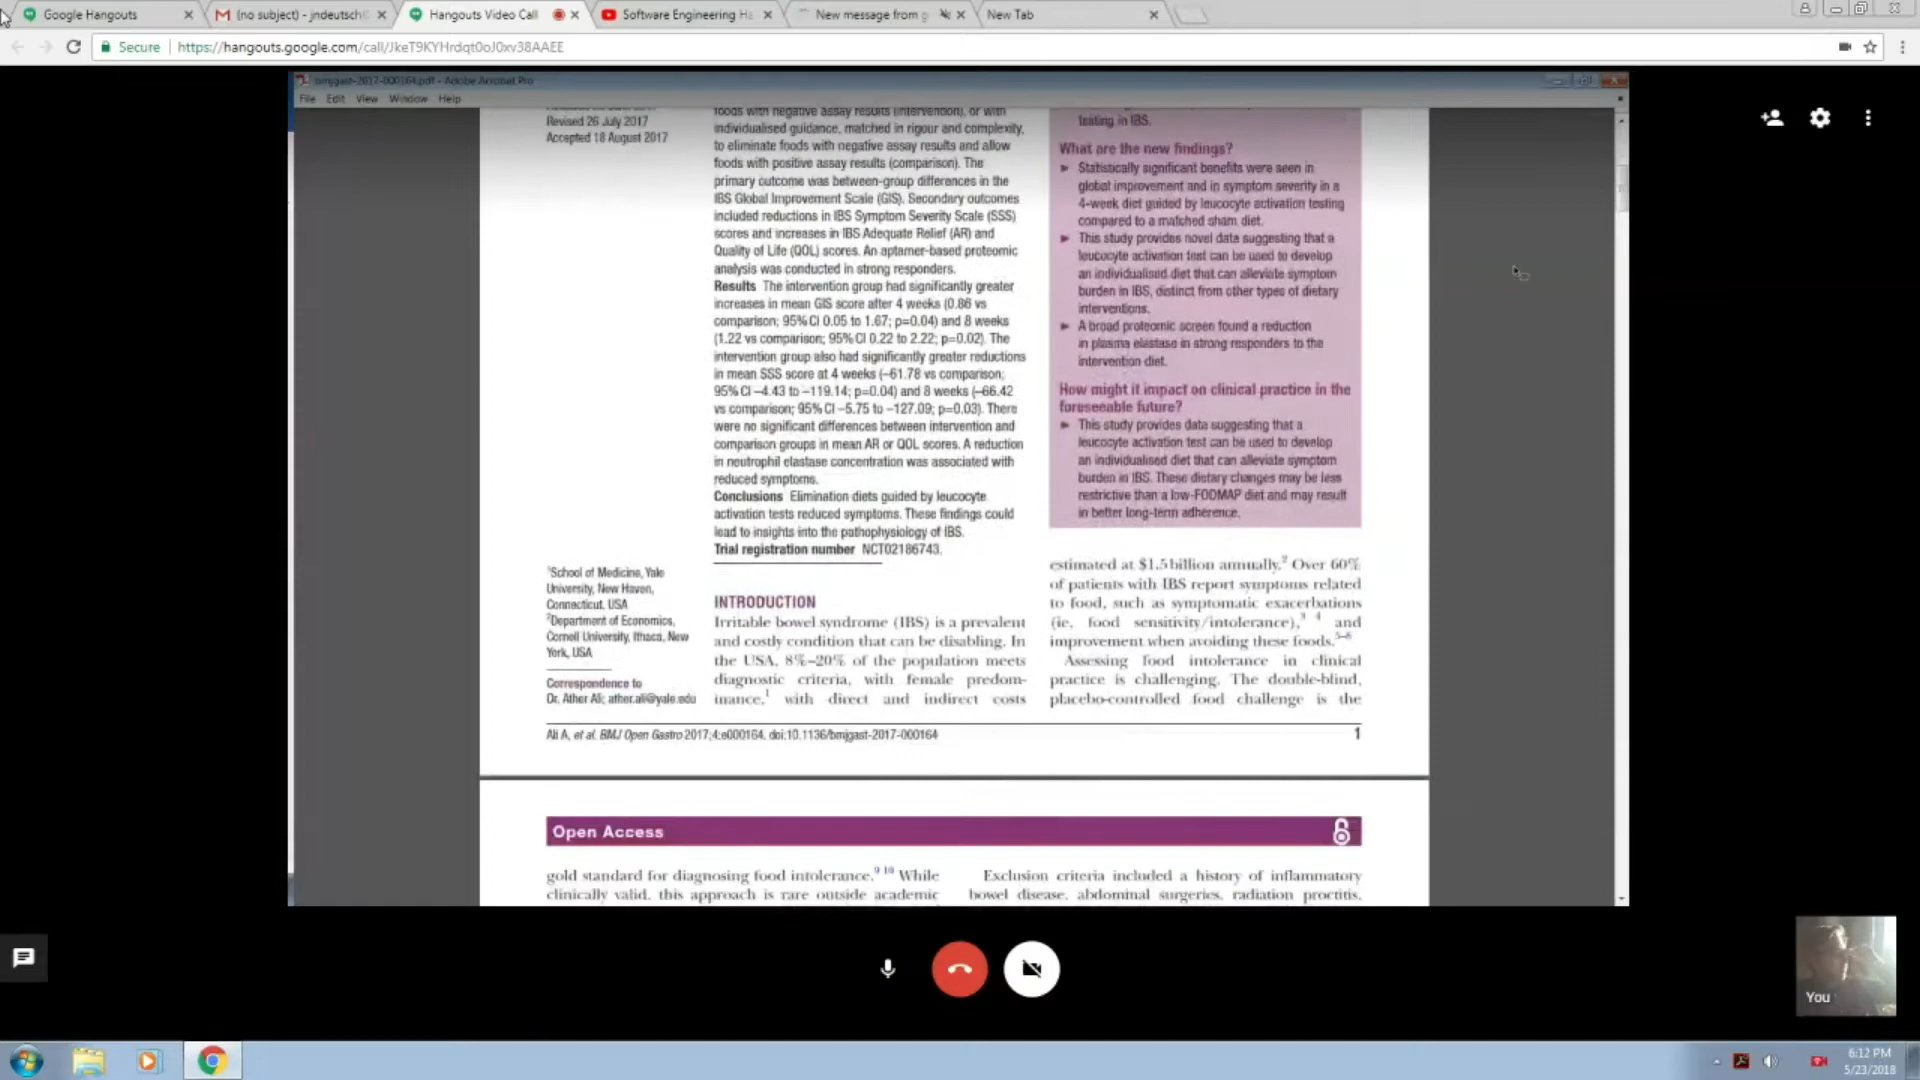 Google Hangouts
(no subject) - jndeutsch
Hangouts Video Call
Software Engineering Ha
New message from g
New Tab
Secure
https://hangouts.google.com/call/JkeT9KYHrdqt0oJ0xv38AAEE
bmjgast-2017-000164.pdf - Adobe Acrobat Pro
File Edit View Window Help
Revised 26 July 2017
Accepted 18 August 2017
1School of Medicine, Yale
University, New Haven,
Connecticut, USA
2Department of Economics,
Cornell University, Ithaca, New
York, USA
Correspondence to
Dr. Ather Ali; ather.ali@yale.edu
foods with negative assay results (intervention), or with
individualised guidance, matched in rigour and complexity,
to eliminate foods with negative assay results and allow
foods with positive assay results (comparison). The
primary outcome was between-group differences in the
IBS Global Improvement Scale (GIS). Secondary outcomes
included reductions in IBS Symptom Severity Scale (SSS)
scores and increases in IBS Adequate Relief (AR) and
Quality of Life (QOL) scores. An aptamer-based proteomic
analysis was conducted in strong responders.
Results The intervention group had significantly greater
increases in mean GIS score after 4 weeks (0.86 vs
comparison; 95% CI 0.05 to 1.67; p=0.04) and 8 weeks
(1.22 vs comparison; 95% CI 0.22 to 2.22; p=0.02). The
intervention group also had significantly greater reductions
in mean SSS score at 4 weeks (–61.78 vs comparison;
95% CI –4.43 to –119.14; p=0.04) and 8 weeks (–66.42
vs comparison; 95% CI –5.75 to –127.09; p=0.03). There
were no significant differences between intervention and
comparison groups in mean AR or QOL scores. A reduction
in neutrophil elastase concentration was associated with
reduced symptoms.
Conclusions Elimination diets guided by leucocyte
activation tests reduced symptoms. These findings could
lead to insights into the pathophysiology of IBS.
Trial registration number NCT02186743.
INTRODUCTION
Irritable bowel syndrome (IBS) is a prevalent
and costly condition that can be disabling. In
the USA, 8%–20% of the population meets
diagnostic criteria, with female predom-
inance,1 with direct and indirect costs
testing in IBS.
What are the new findings?
► Statistically significant benefits were seen in
global improvement and in symptom severity in a
4-week diet guided by leucocyte activation testing
compared to a matched sham diet.
► This study provides novel data suggesting that a
leucocyte activation test can be used to develop
an individualised diet that can alleviate symptom
burden in IBS, distinct from other types of dietary
interventions.
► A broad proteomic screen found a reduction
in plasma elastase in strong responders to the
intervention diet.
How might it impact on clinical practice in the
foreseeable future?
► This study provides data suggesting that a
leucocyte activation test can be used to develop
an individualised diet that can alleviate symptom
burden in IBS. These dietary changes may be less
restrictive than a low-FODMAP diet and may result
in better long-term adherence.
estimated at $1.5 billion annually.2 Over 60%
of patients with IBS report symptoms related
to food, such as symptomatic exacerbations
(ie, food sensitivity/intolerance),3 4 and
improvement when avoiding these foods.5–8
Assessing food intolerance in clinical
practice is challenging. The double-blind,
placebo-controlled food challenge is the
Ali A, et al. BMJ Open Gastro 2017;4:e000164. doi:10.1136/bmjgast-2017-000164 1
Open Access
gold standard for diagnosing food intolerance.9 10 While
clinically valid, this approach is rare outside academic
Exclusion criteria included a history of inflammatory
bowel disease, abdominal surgeries, radiation proctitis,
You
6:12 PM
5/23/2018